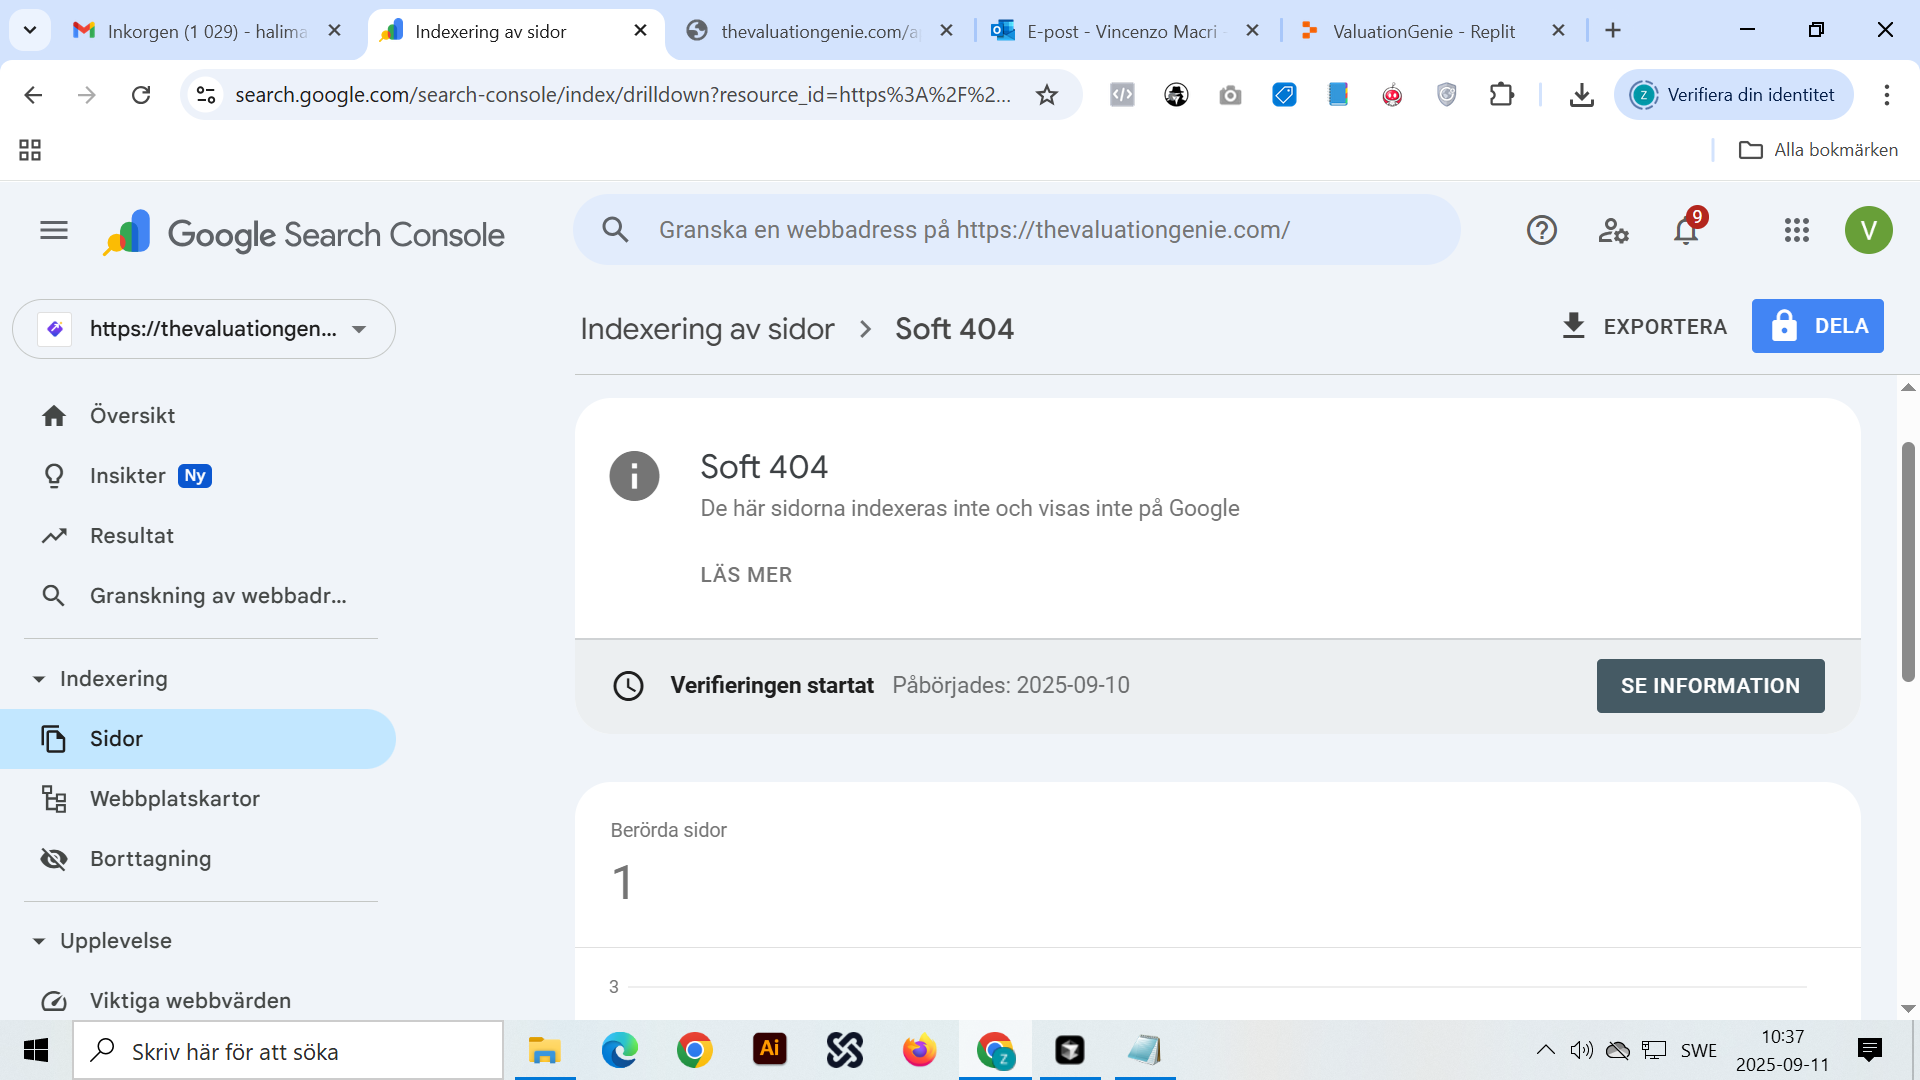 Inkorgen (1 029) - halima
Indexering av sidor
thevaluationgenie.com/a
E-post - Vincenzo Macri
ValuationGenie - Replit
search.google.com/search-console/index/drilldown?resource_id=https%3A%2F%2...
Z
Verifiera din identitet
Alla bokmärken
Google Search Console
Granska en webbadress på https://thevaluationgenie.com/
9
V
https://thevaluationgen...
Indexering av sidor
Soft 404
EXPORTERA
DELA
Översikt
Insikter
Ny
Resultat
Granskning av webbadr...
Indexering
Sidor
Webbplatskartor
Borttagning
Upplevelse
Viktiga webbvärden
Soft 404
De här sidorna indexeras inte och visas inte på Google
LÄS MER
Verifieringen startat
Påbörjades: 2025-09-10
SE INFORMATION
Berörda sidor
1
3
Skriv här för att söka
Ai
Z
SWE
10:37
2025-09-11